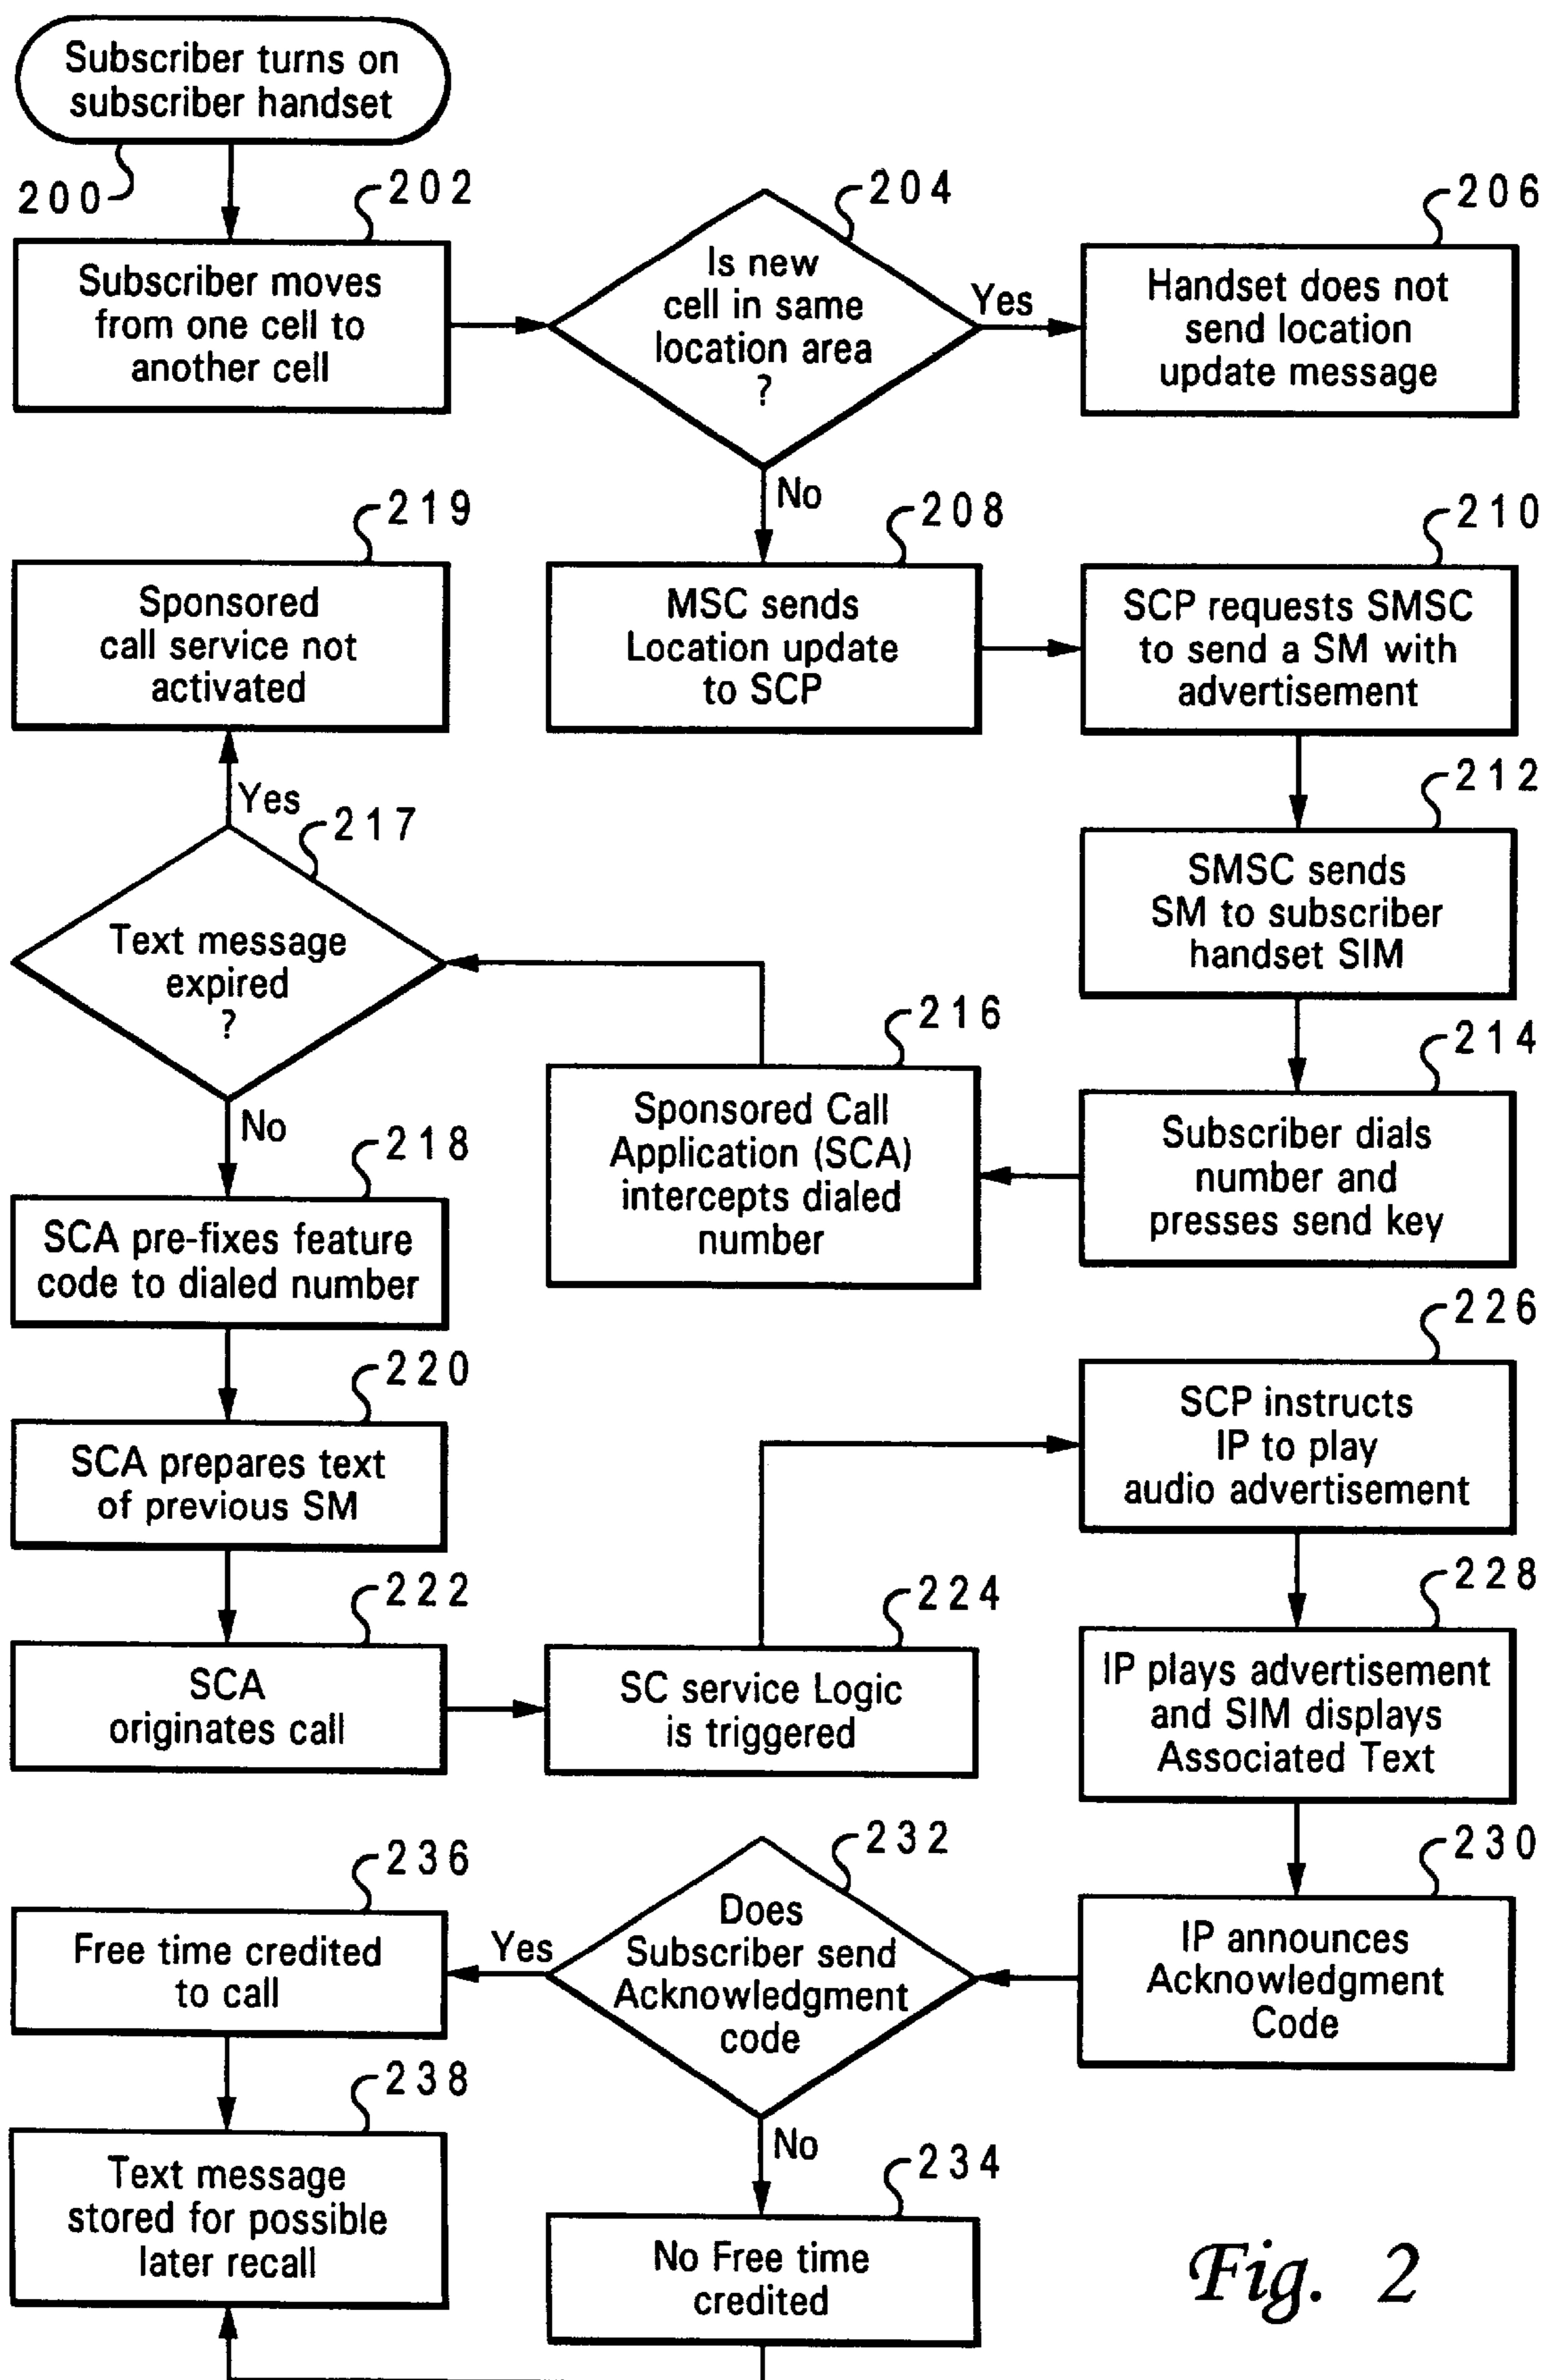 Subscriber turns on
subscriber handset
200
202
Subscriber moves
from one cell to
another cell
204
Is new
cell in same
location area
?
Yes
206
Handset does not
send location
update message
No
208
MSC sends
Location update
to SCP
210
SCP requests SMSC
to send a SM with
advertisement
212
SMSC sends
SM to subscriber
handset SIM
214
Subscriber dials
number and
presses send key
216
Sponsored Call
Application (SCA)
intercepts dialed
number
217
Text message
expired
?
Yes
219
Sponsored
call service not
activated
No
218
SCA pre-fixes feature
code to dialed number
220
SCA prepares text
of previous SM
222
SCA
originates call
224
SC service Logic
is triggered
226
SCP instructs
IP to play
audio advertisement
228
IP plays advertisement
and SIM displays
Associated Text
230
IP announces
Acknowledgment
Code
232
Does
Subscriber send
Acknowledgment
code
Yes
236
Free time credited
to call
238
Text message
stored for possible
later recall
No
234
No Free time
credited
Fig. 2